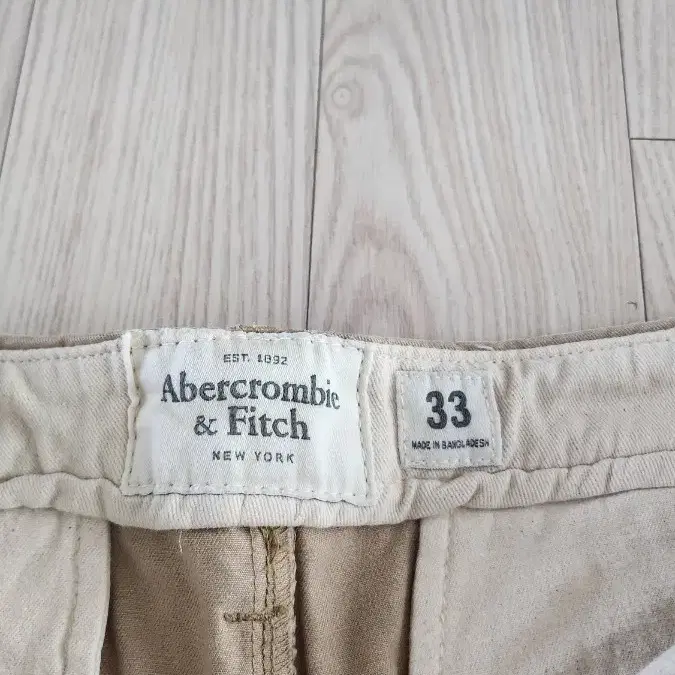 EST. 1892
Abercrombie
& Fitch
NEW YORK
33
MADE IN BANGLADESH